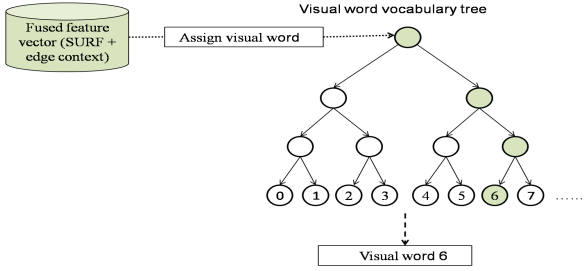 Visual word vocabulary tree
Fused feature
vector (SURF +
edge context)
Assign visual word
0 1 2 3 4 5 6 7 ......
Visual word 6